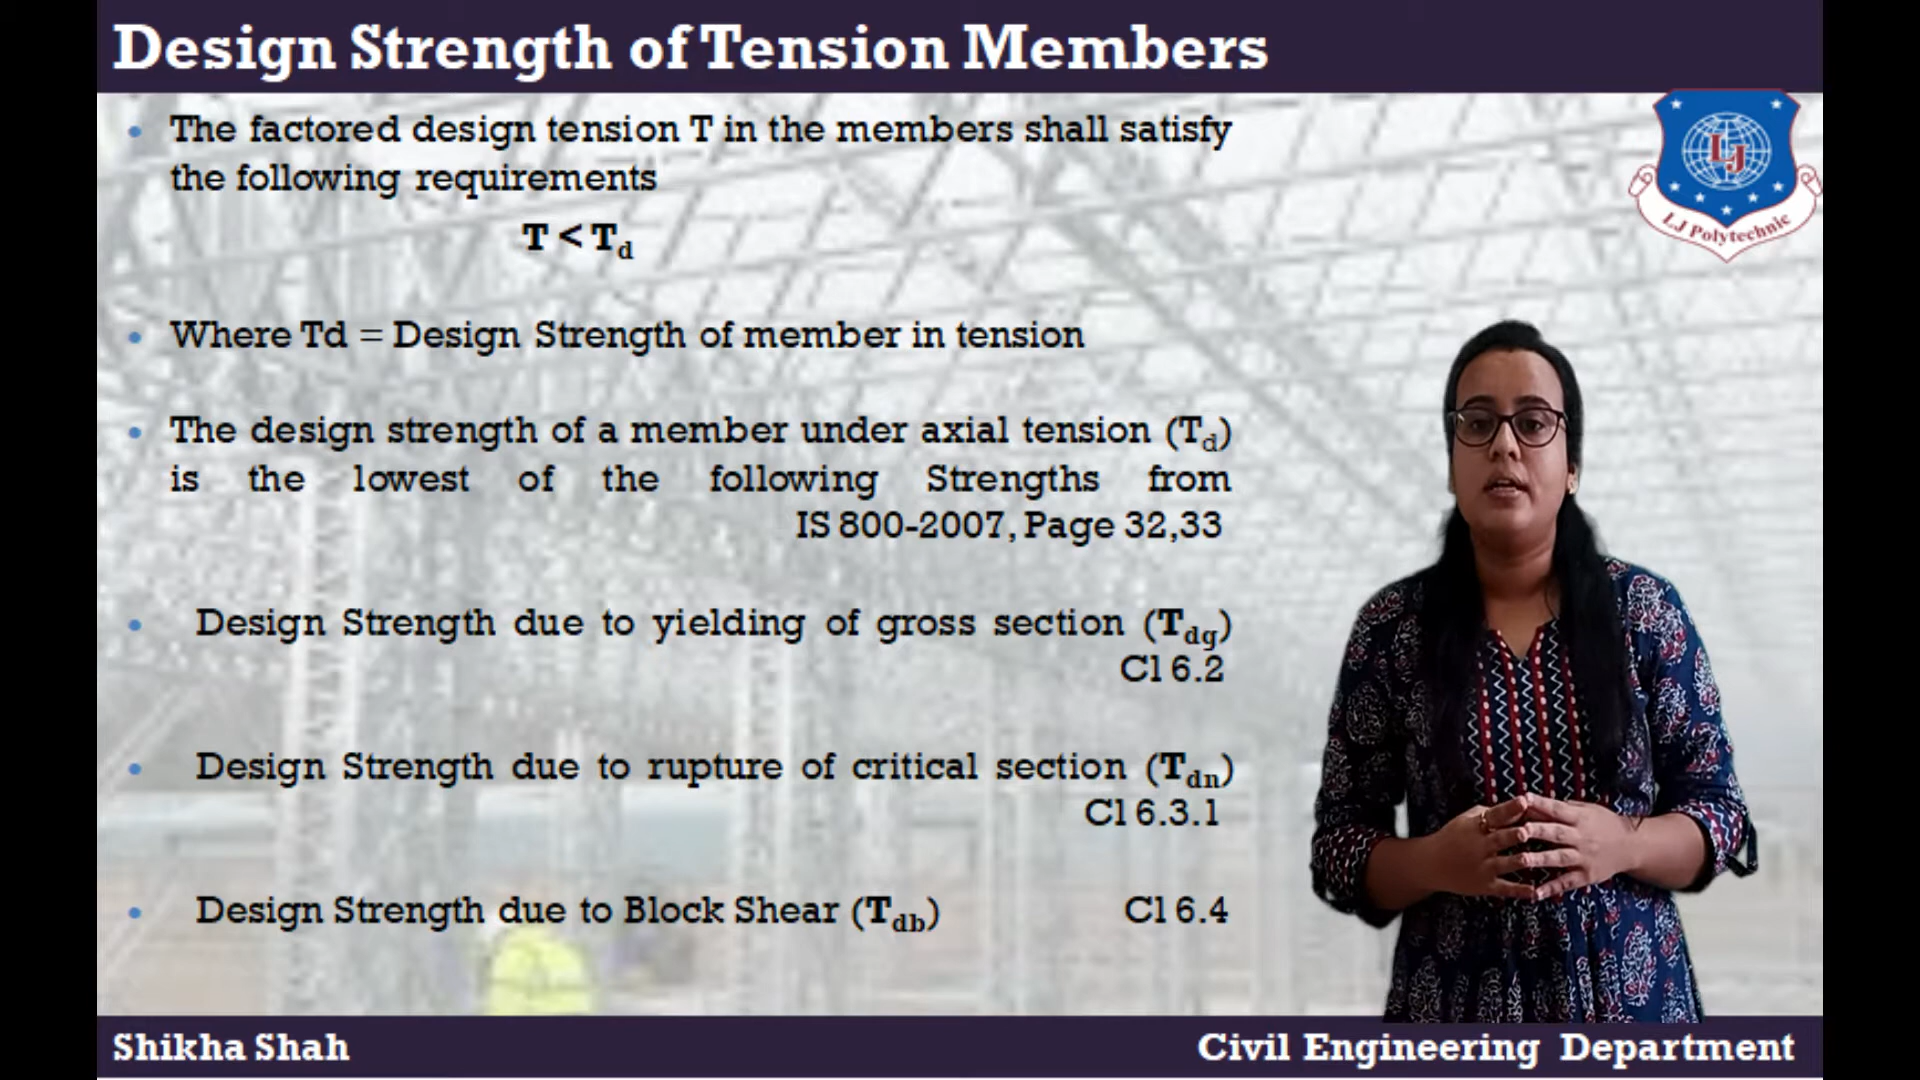 Design Strength of Tension Members
• The factored design tension T in the members shall satisfy
the following requirements
T < Td
• Where Td = Design Strength of member in tension
• The design strength of a member under axial tension (Td)
is the lowest of the following Strengths from
IS 800-2007, Page 32,33
• Design Strength due to yielding of gross section (Tdg)
Cl 6.2
• Design Strength due to rupture of critical section (Tdn)
Cl 6.3.1
• Design Strength due to Block Shear (Tdb) Cl 6.4
LJ
LJ Polytechnic
Shikha Shah
Civil Engineering Department